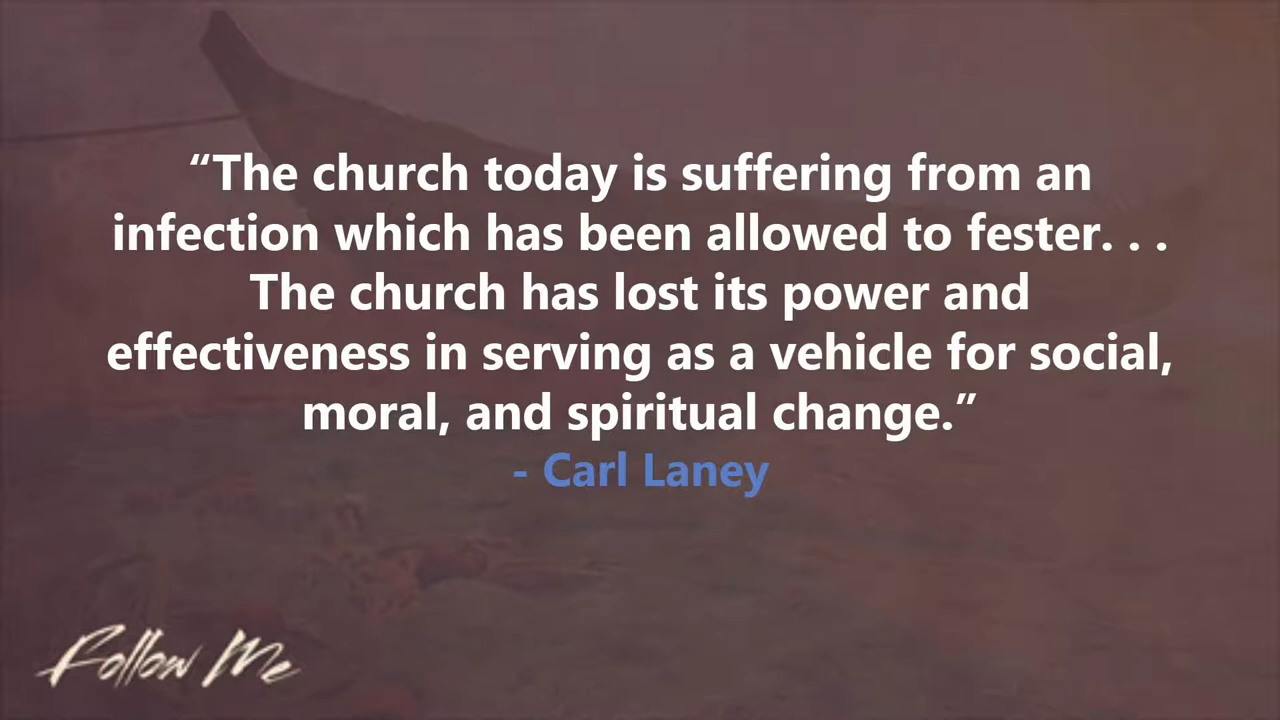 “The church today is suffering from an
infection which has been allowed to fester. . .
The church has lost its power and
effectiveness in serving as a vehicle for social,
moral, and spiritual change.”
- Carl Laney
Follow Me